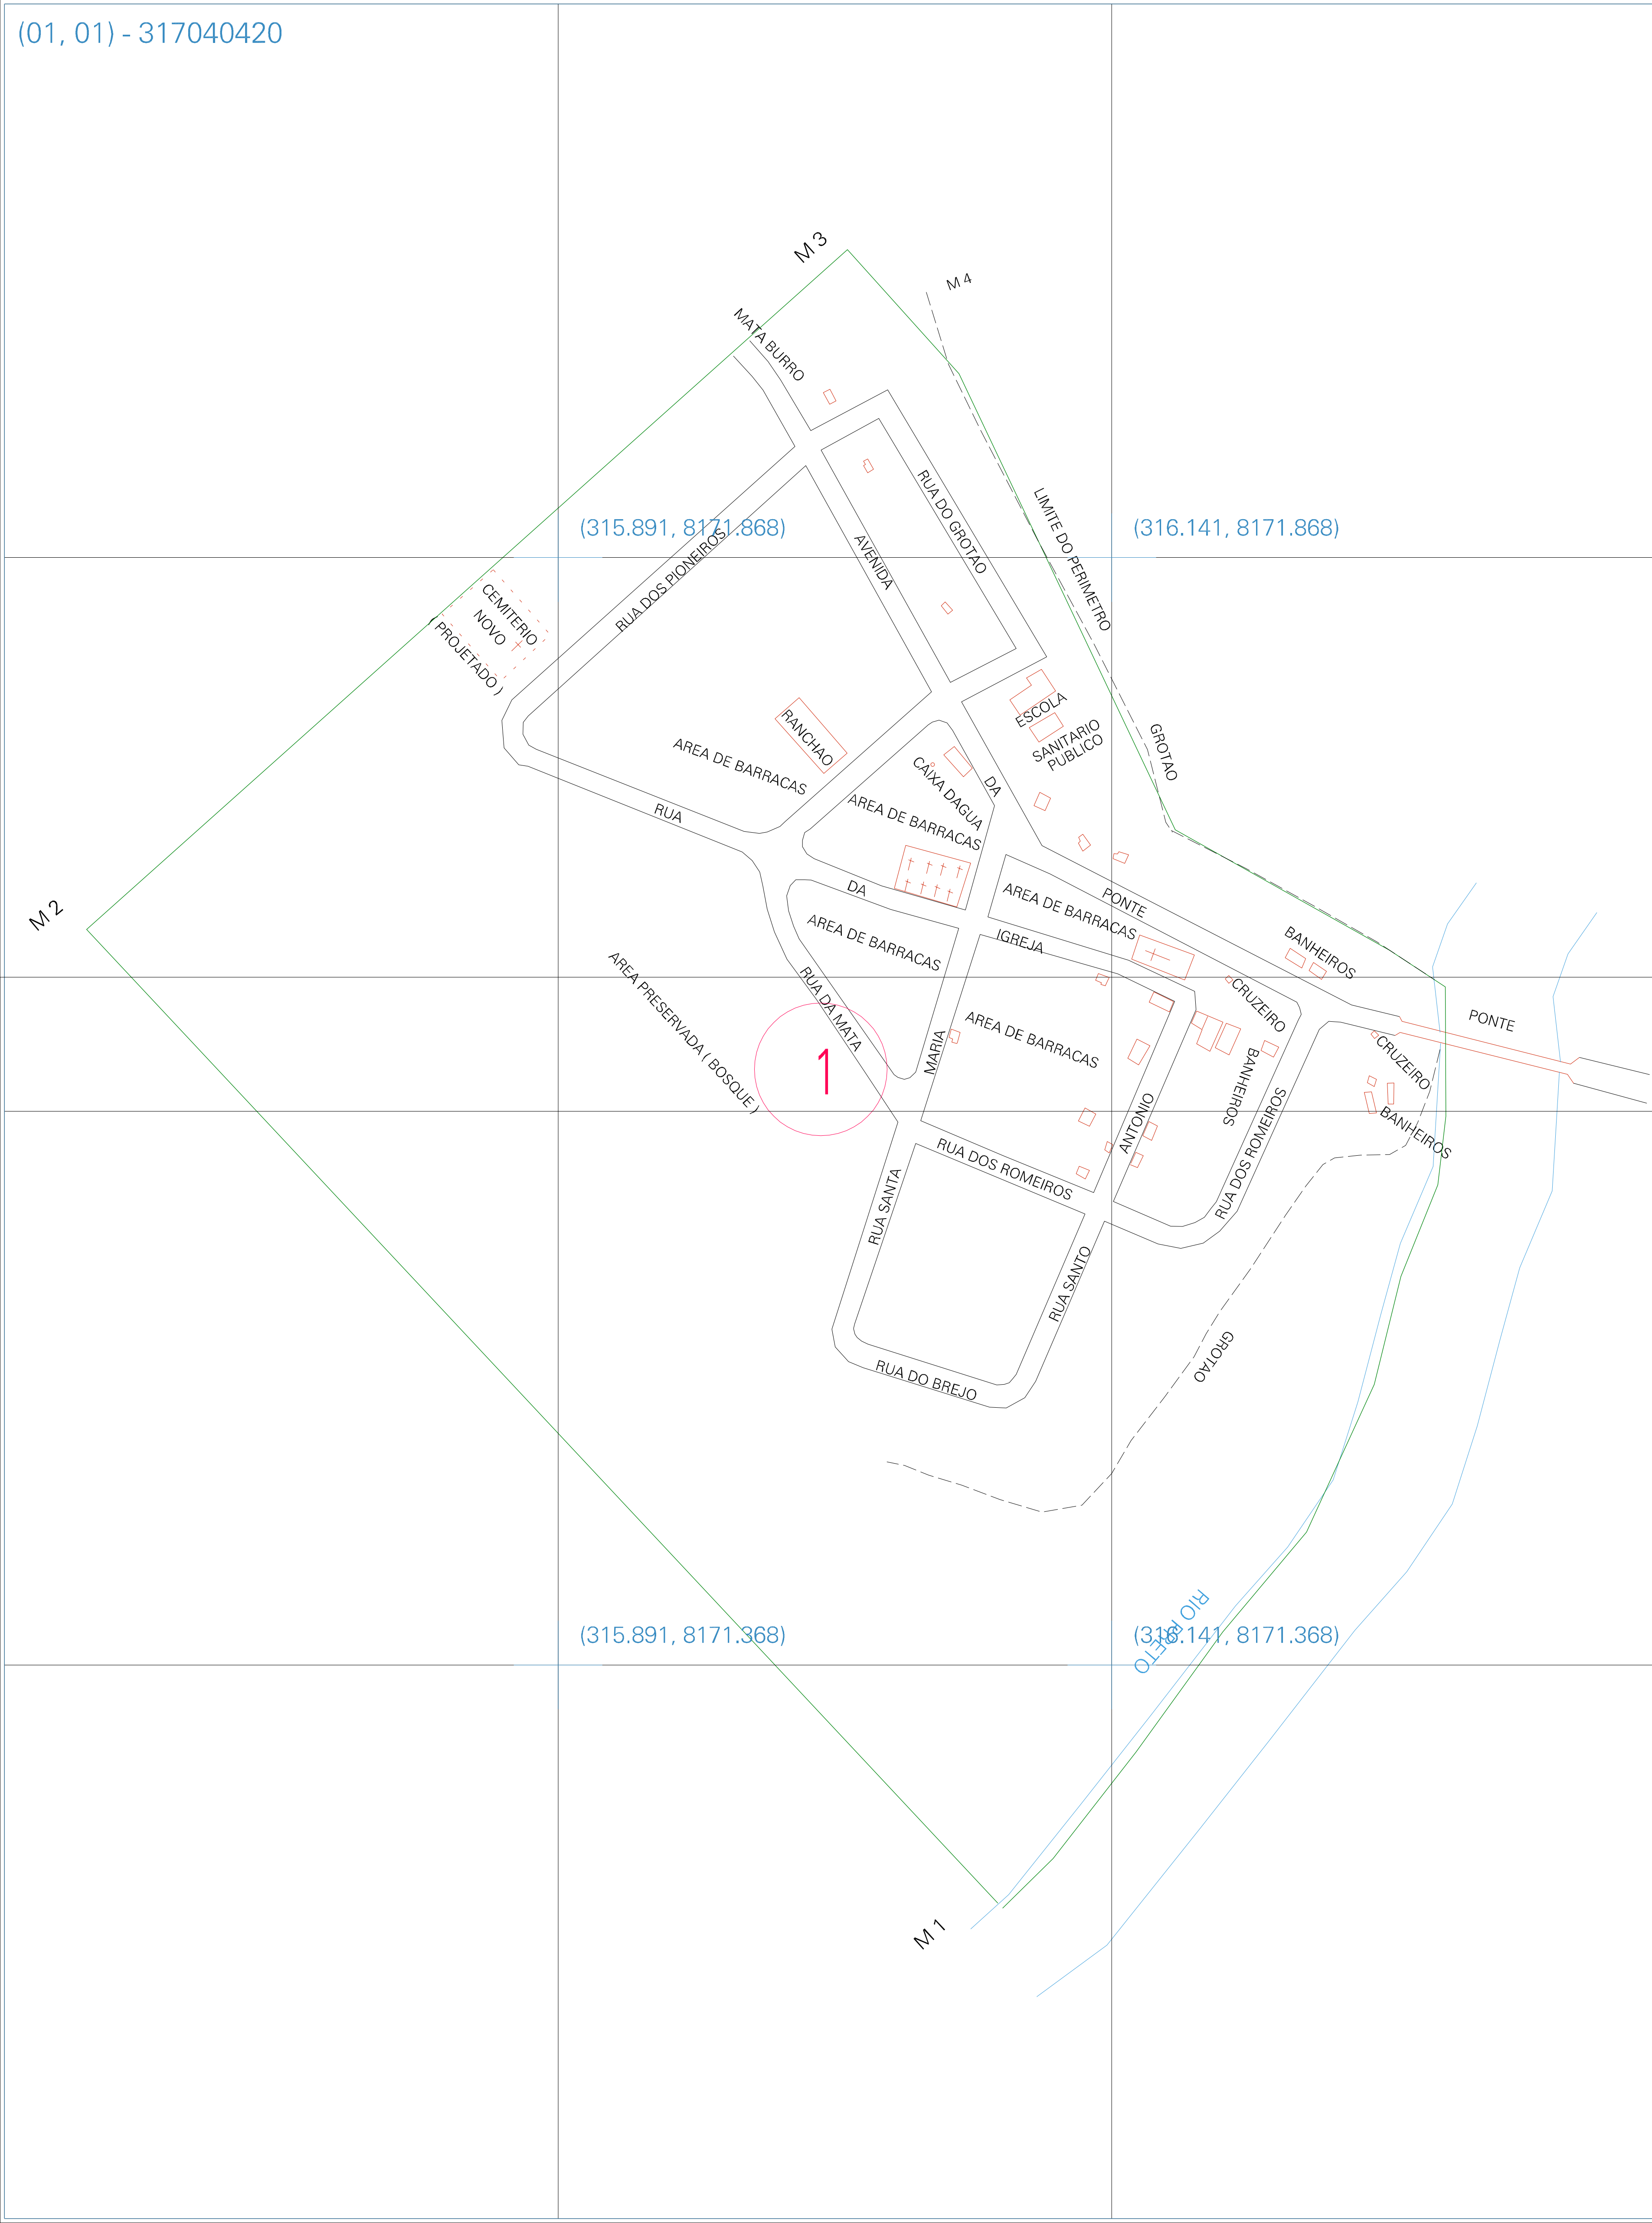 (01, 01) - 317040420
M 3
M 4
MATA BURRO
RUA DO GROTAO
LIMITE DO PERIMETRO
(315.891, 8171.868)
(316.141, 8171.868)
AVENIDA
RUA DOS PIONEIROS
CEMITERIO
NOVO
( PROJETADO )
RANCHAO
ESCOLA
SANITARIO
PUBLICO
GROTAO
AREA DE BARRACAS
CAIXA DAGUA
DA
RUA
AREA DE BARRACAS
M 2
DA
AREA DE BARRACAS
PONTE
AREA DE BARRACAS
IGREJA
BANHEIROS
AREA PRESERVADA ( BOSQUE )
RUA DA MATA
CRUZEIRO
PONTE
1
MARIA
AREA DE BARRACAS
BANHEIROS
CRUZEIRO
ANTONIO
RUA DOS ROMEIROS
BANHEIROS
RUA DOS ROMEIROS
RUA SANTA
RUA SANTO
GROTAO
RUA DO BREJO
RIO PRETO
(315.891, 8171.368)
(316.141, 8171.368)
M 1